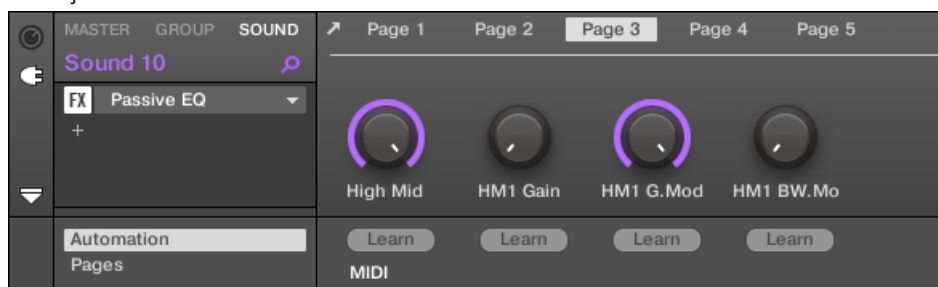 MASTER GROUP SOUND
Sound 10
FX Passive EQ
+
Page 1 Page 2 Page 3 Page 4 Page 5
High Mid HM1 Gain HM1 G.Mod HM1 BW.Mo
Automation
Pages
Learn Learn Learn Learn
MIDI